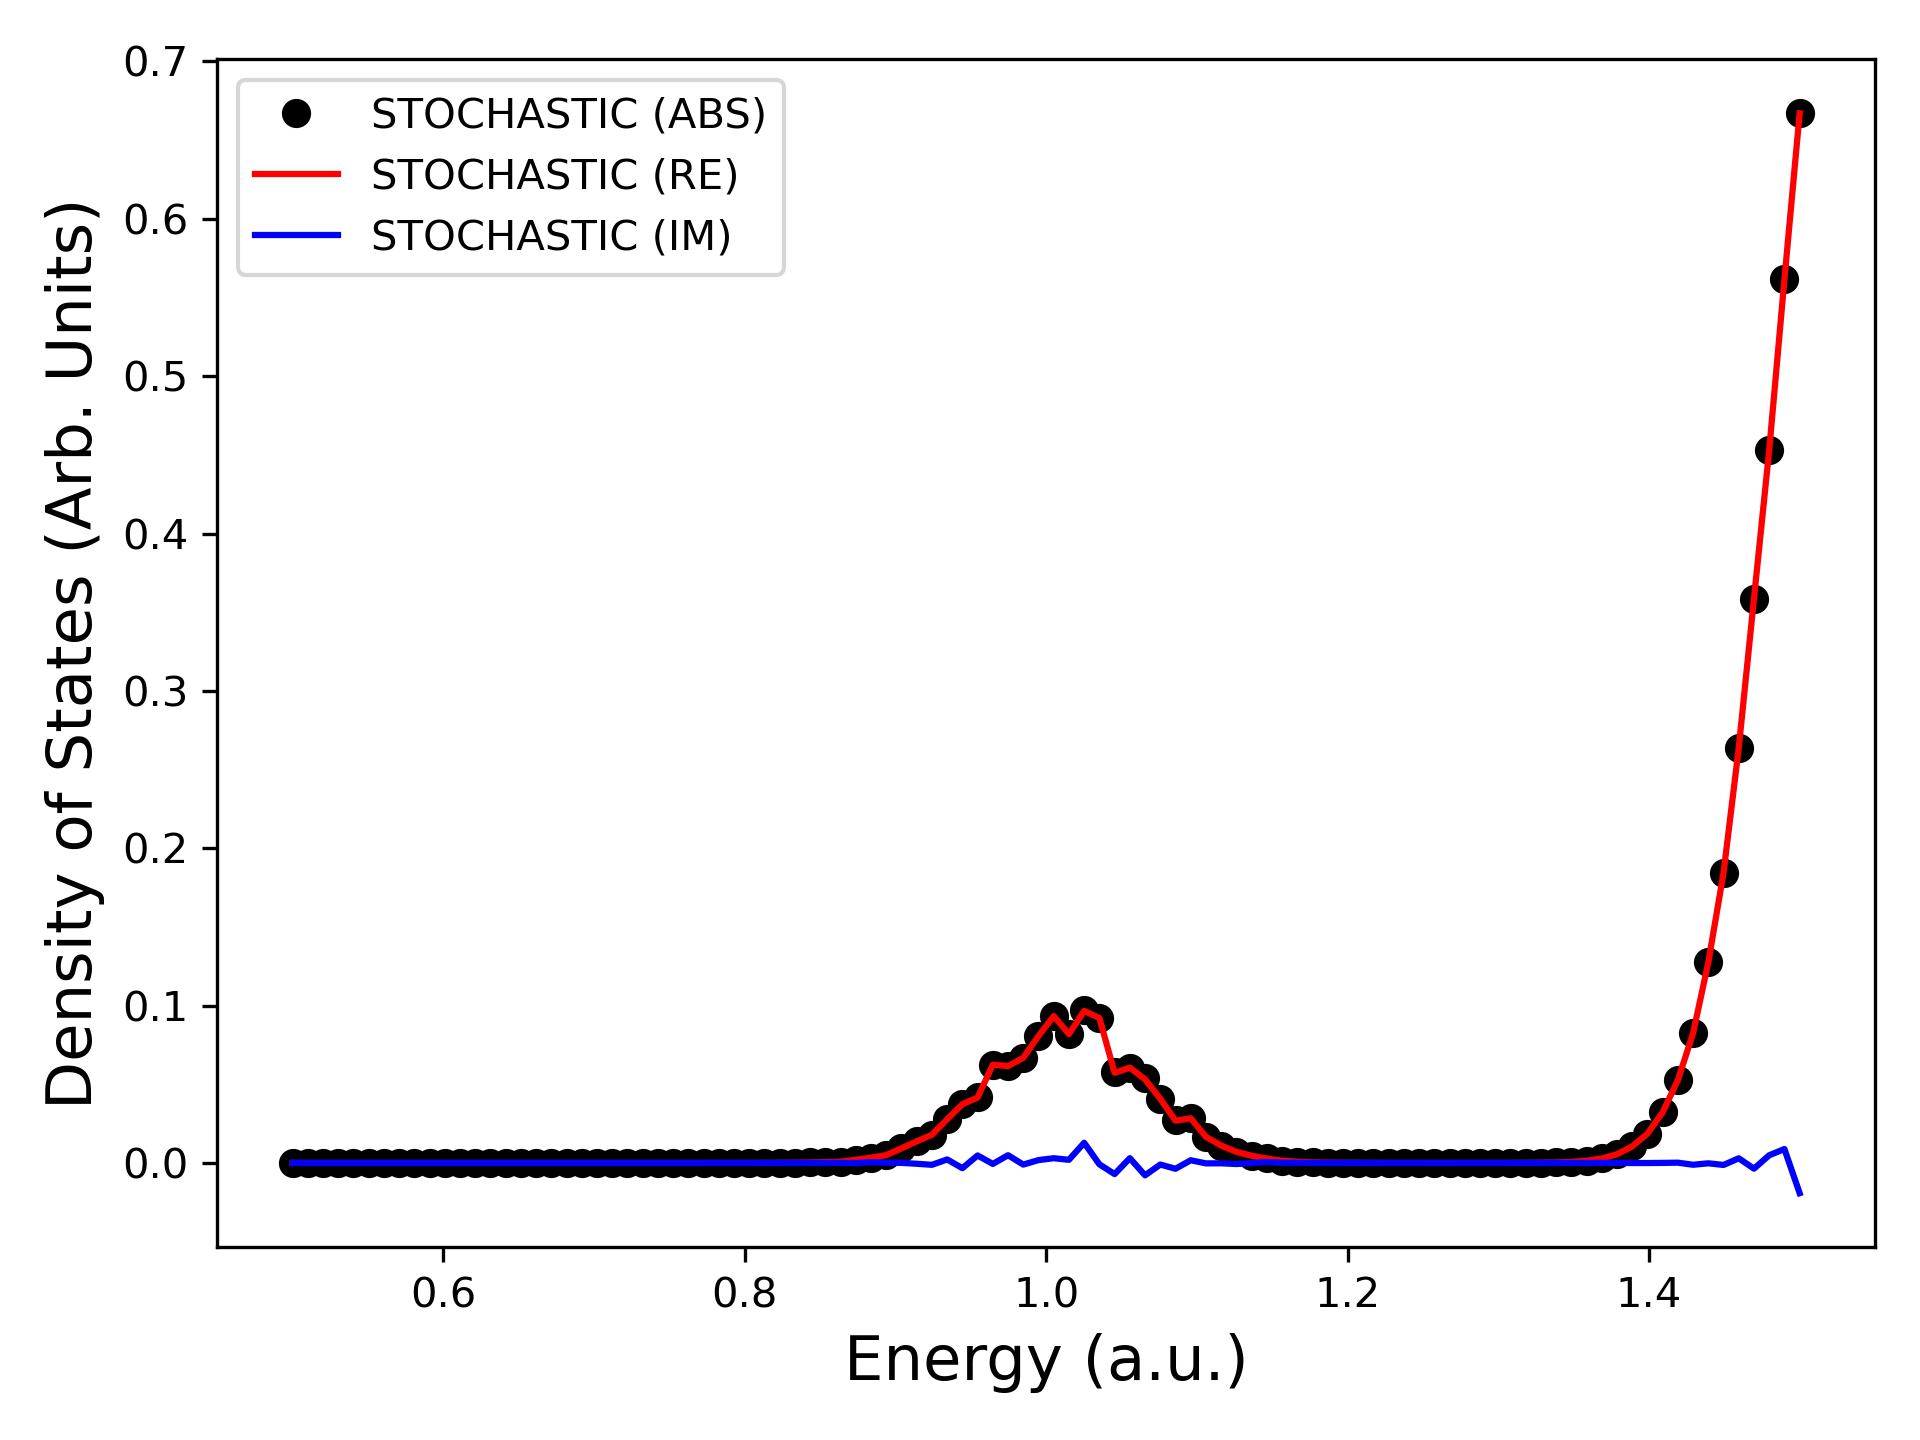 STOCHASTIC (ABS)
STOCHASTIC (RE)
STOCHASTIC (IM)
Density of States (Arb. Units)
0.7
0.6
0.5
0.4
0.3
0.2
0.1
0.0
0.6 0.8 1.0 1.2 1.4
Energy (a.u.)